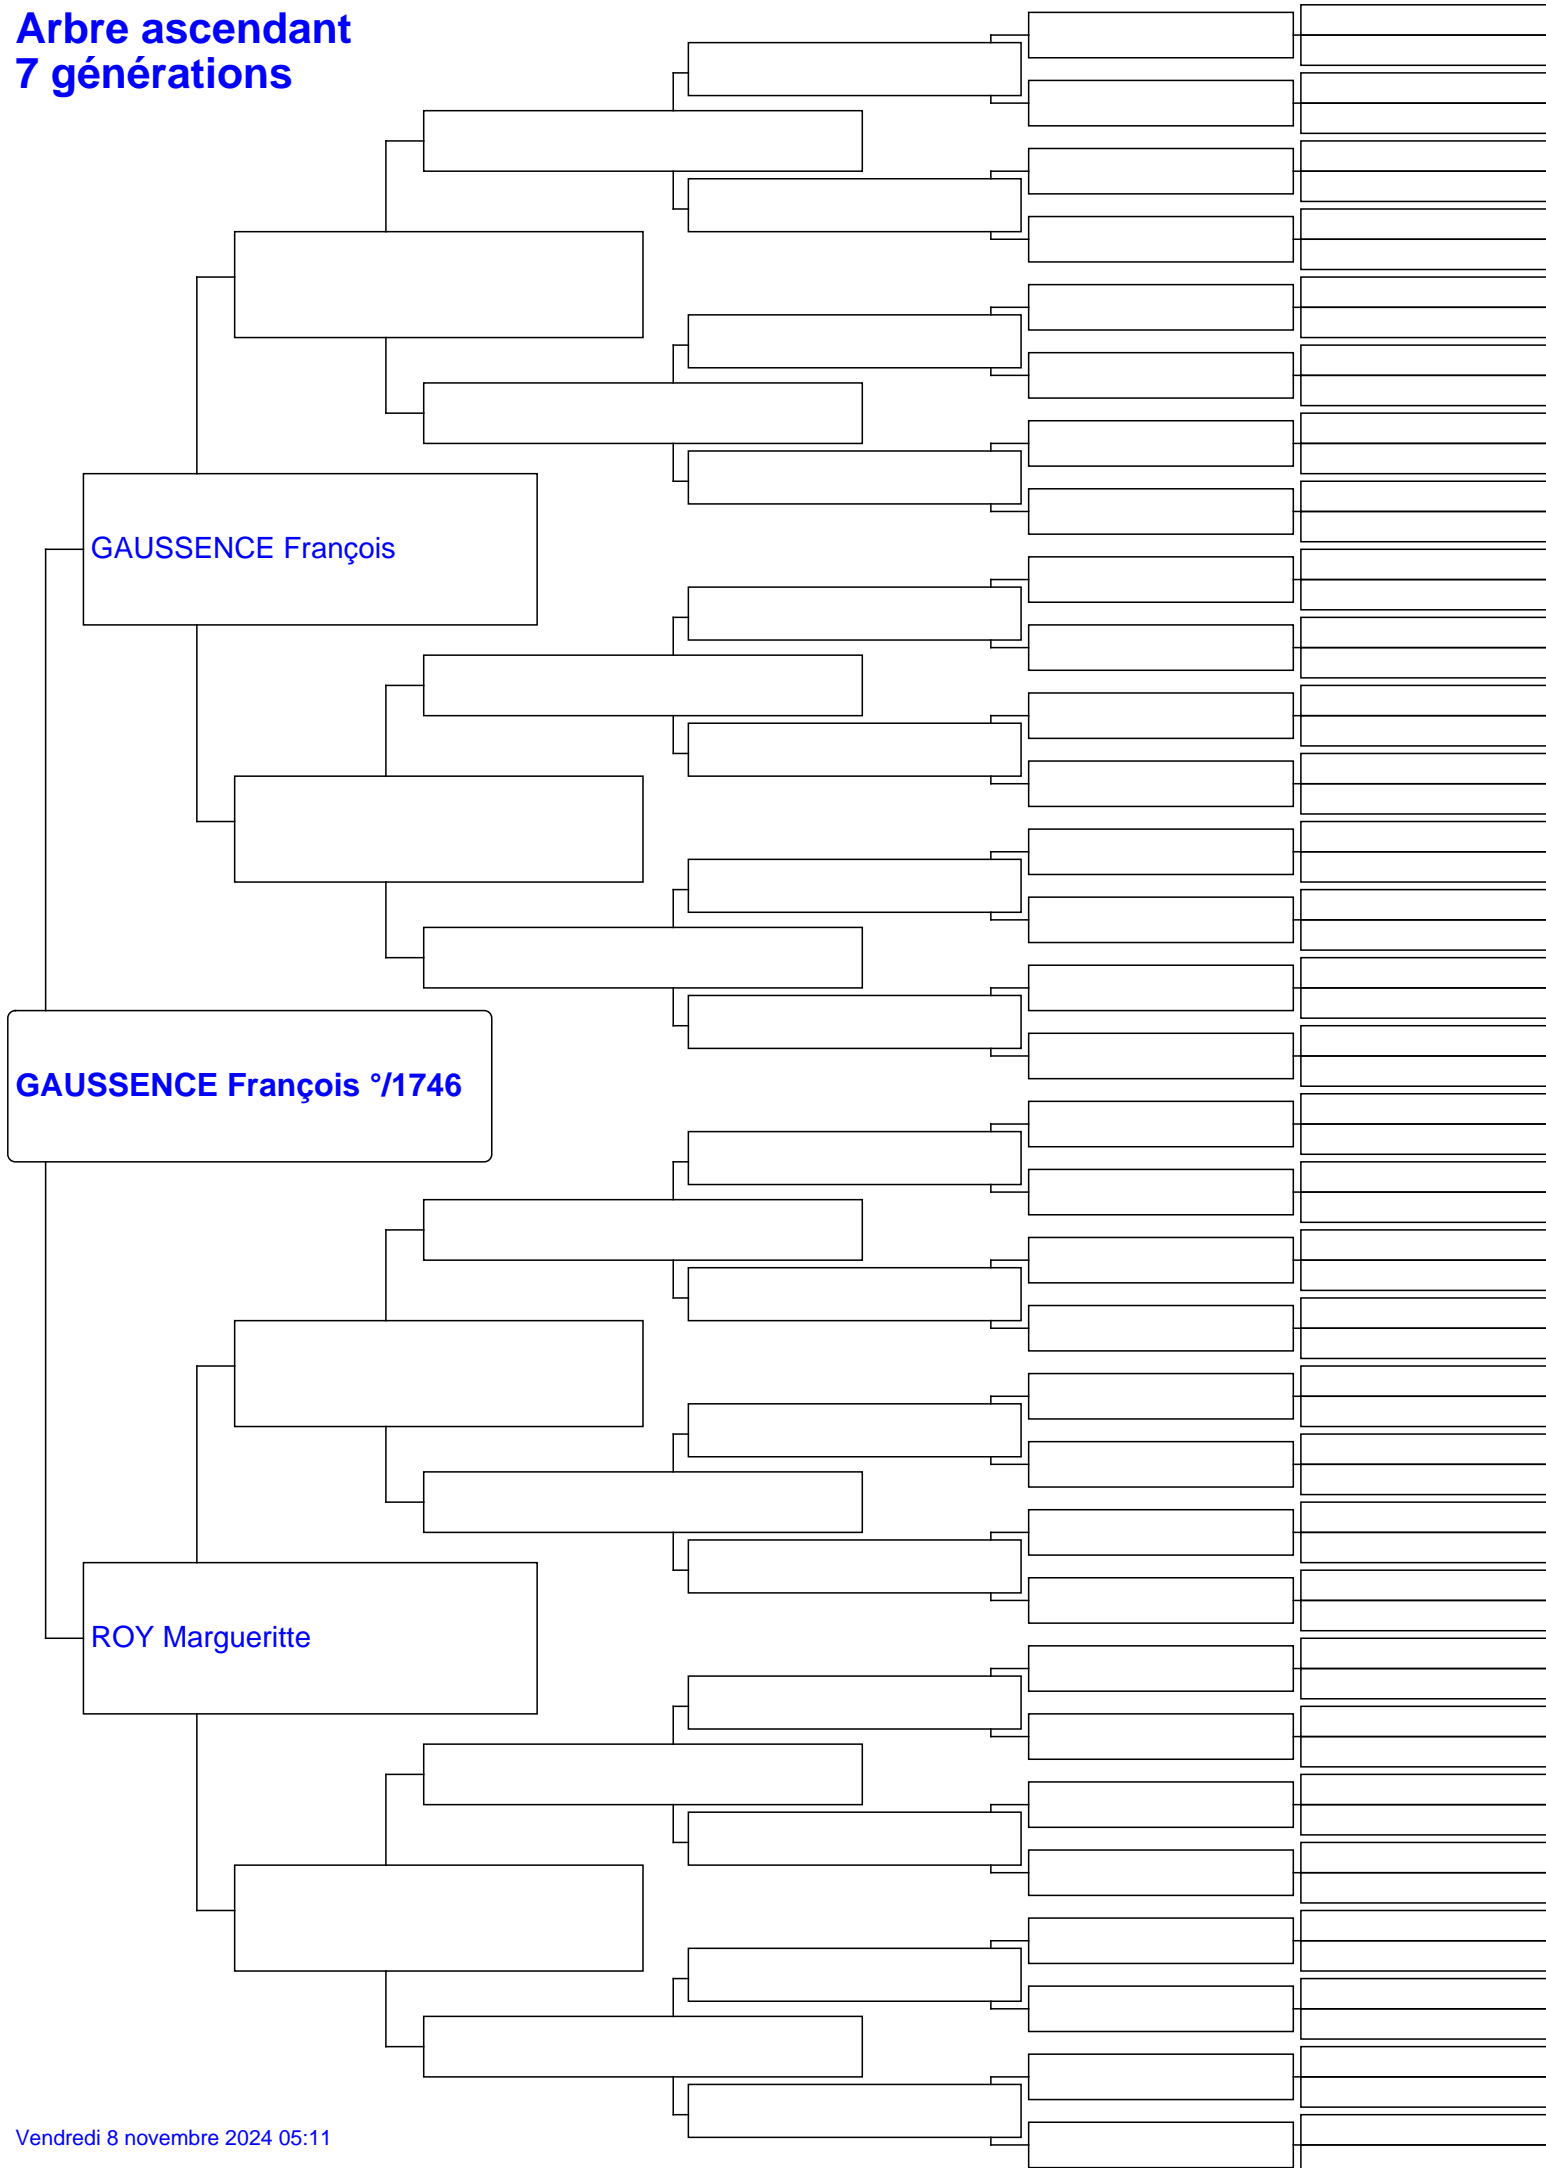 Arbre ascendant
7 générations
GAUSSENCE François
GAUSSENCE François °/1746
ROY Margueritte
Vendredi 8 novembre 2024 05:11